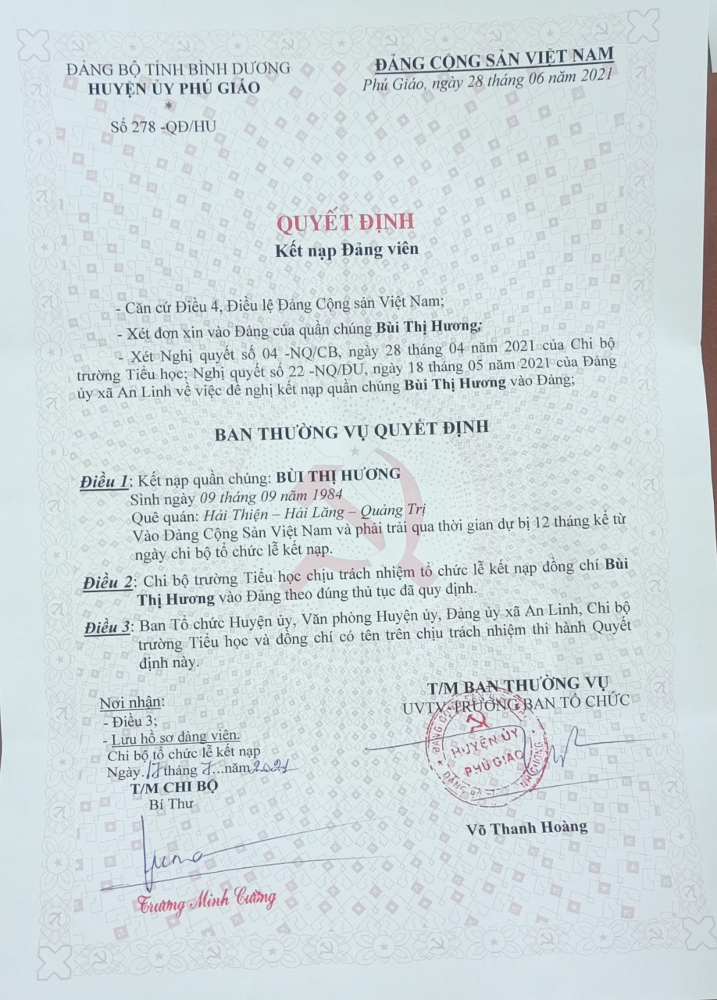 ĐẢNG BỘ TỈNH BÌNH DƯƠNG
HUYỆN ỦY PHÚ GIÁO
*
Số 278 -QĐ/HU
ĐẢNG CỘNG SẢN VIỆT NAM
Phú Giáo, ngày 28 tháng 06 năm 2021
QUYẾT ĐỊNH
Kết nạp Đảng viên
- Căn cứ Điều 4, Điều lệ Đảng Cộng sản Việt Nam;
- Xét đơn xin vào Đảng của quần chúng Bùi Thị Hương;
- Xét Nghị quyết số 04 -NQ/CB, ngày 28 tháng 04 năm 2021 của Chi bộ
trường Tiểu học; Nghị quyết số 22 -NQ/ĐU, ngày 18 tháng 05 năm 2021 của Đảng
ủy xã An Linh về việc đề nghị kết nạp quần chúng Bùi Thị Hương vào Đảng;
BAN THƯỜNG VỤ QUYẾT ĐỊNH
Điều 1: Kết nạp quần chúng: BÙI THỊ HƯƠNG
Sinh ngày 09 tháng 09 năm 1984
Quê quán: Hải Thiện – Hải Lăng – Quảng Trị
Vào Đảng Cộng Sản Việt Nam và phải trải qua thời gian dự bị 12 tháng kể từ
ngày chi bộ tổ chức lễ kết nạp.
Điều 2: Chi bộ trường Tiểu học chịu trách nhiệm tổ chức lễ kết nạp đồng chí Bùi
Thị Hương vào Đảng theo đúng thủ tục đã quy định.
Điều 3: Ban Tổ chức Huyện ủy, Văn phòng Huyện ủy, Đảng ủy xã An Linh, Chi bộ
trường Tiểu học và đồng chí có tên trên chịu trách nhiệm thi hành Quyết
định này.
Nơi nhận:
- Điều 3;
- Lưu hồ sơ đảng viên.
Chi bộ tổ chức lễ kết nạp
Ngày.17 tháng 7...năm 2021
T/M CHI BỘ
Bí Thư
Trương Minh Cường
T/M BAN THƯỜNG VỤ
UVTV-TRƯỞNG BAN TỔ CHỨC
HUYỆN ỦY
PHÚ GIÁO
Võ Thanh Hoàng